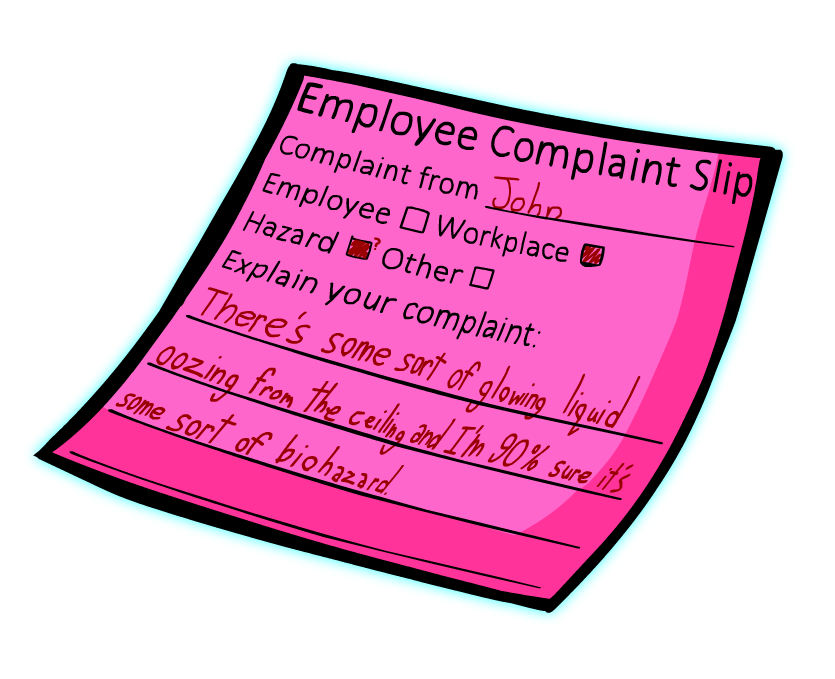 Employee Complaint Slip
Complaint from John
Employee ☐ Workplace ☑
Hazard ☑? Other ☐
Explain your complaint:
There's some sort of glowing liquid
oozing from the ceiling and I'm 90% sure it's
some sort of biohazard.